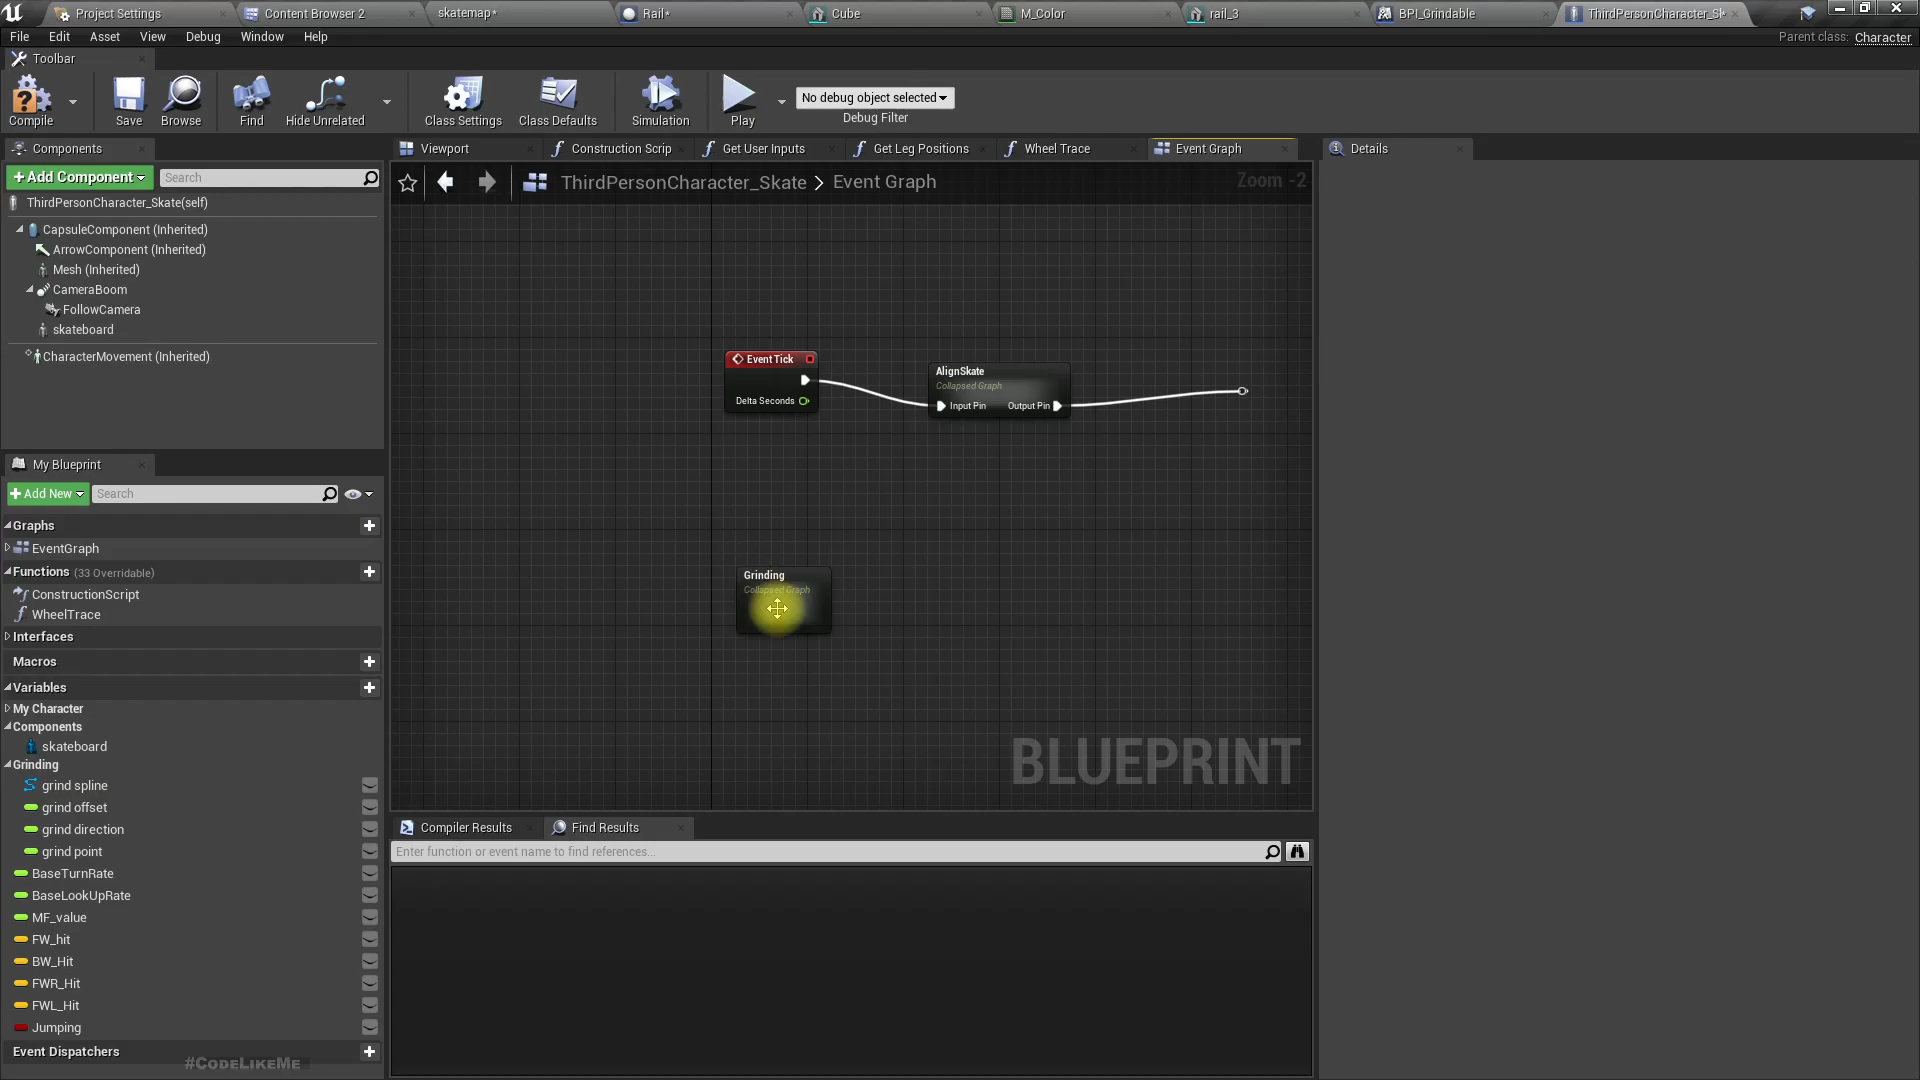 Project Settings
Content Browser 2
skatemap*
Rail*
Cube
M_Color
rail_3
BPI_Grindable
ThirdPersonCharacter_Sk
File Edit Asset View Debug Window Help
Parent class: Character
Toolbar
Compile
Save
Browse
Find
Hide Unrelated
Class Settings
Class Defaults
Simulation
Play
No debug object selected
Debug Filter
Components
Viewport
Construction Scrip
Get User Inputs
Get Leg Positions
Wheel Trace
Event Graph
Details
+Add Component
Search
ThirdPersonCharacter_Skate > Event Graph
Zoom -2
ThirdPersonCharacter_Skate(self)
CapsuleComponent (Inherited)
ArrowComponent (Inherited)
Mesh (Inherited)
CameraBoom
FollowCamera
skateboard
CharacterMovement (Inherited)
Event Tick
Delta Seconds
AlignSkate
Collapsed Graph
Input Pin
Output Pin
Grinding
Collapsed Graph
BLUEPRINT
My Blueprint
+Add New
Search
Graphs
EventGraph
Functions (33 Overridable)
ConstructionScript
WheelTrace
Interfaces
Macros
Variables
My Character
Components
skateboard
Grinding
grind spline
grind offset
grind direction
grind point
BaseTurnRate
BaseLookUpRate
MF_value
FW_hit
BW_Hit
FWR_Hit
FWL_Hit
Jumping
Event Dispatchers
#CodeLikeMe
Compiler Results
Find Results
Enter function or event name to find references...